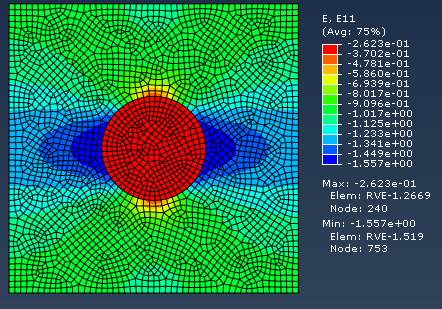 E, E11
(Avg: 75%)
-2.623e-01
-3.702e-01
-4.781e-01
-5.860e-01
-6.939e-01
-8.017e-01
-9.096e-01
-1.017e+00
-1.125e+00
-1.233e+00
-1.341e+00
-1.449e+00
-1.557e+00
Max: -2.623e-01
Elem: RVE-1.2669
Node: 240
Min: -1.557e+00
Elem: RVE-1.519
Node: 753